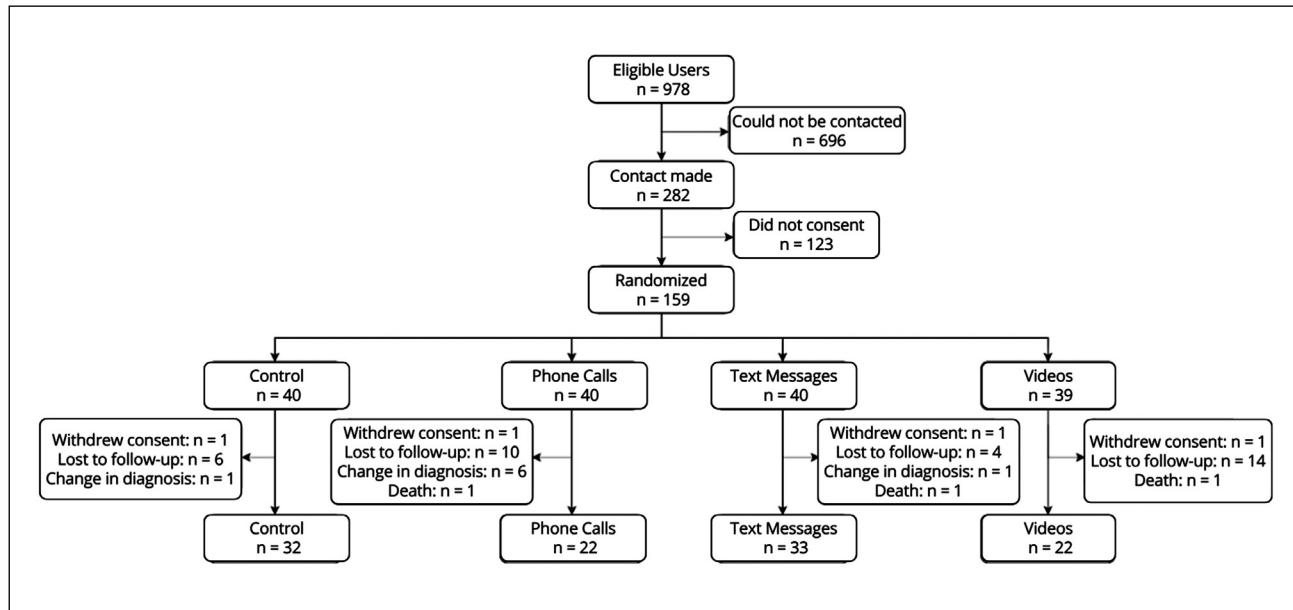 Eligible Users
n = 978
Could not be contacted
n = 696
Contact made
n = 282
Did not consent
n = 123
Randomized
n = 159
Control
n = 40
Phone Calls
n = 40
Text Messages
n = 40
Videos
n = 39
Withdrew consent: n = 1
Lost to follow-up: n = 6
Change in diagnosis: n = 1
Withdrew consent: n = 1
Lost to follow-up: n = 10
Change in diagnosis: n = 6
Death: n = 1
Withdrew consent: n = 1
Lost to follow-up: n = 4
Change in diagnosis: n = 1
Death: n = 1
Withdrew consent: n = 1
Lost to follow-up: n = 14
Death: n = 1
Control
n = 32
Phone Calls
n = 22
Text Messages
n = 33
Videos
n = 22